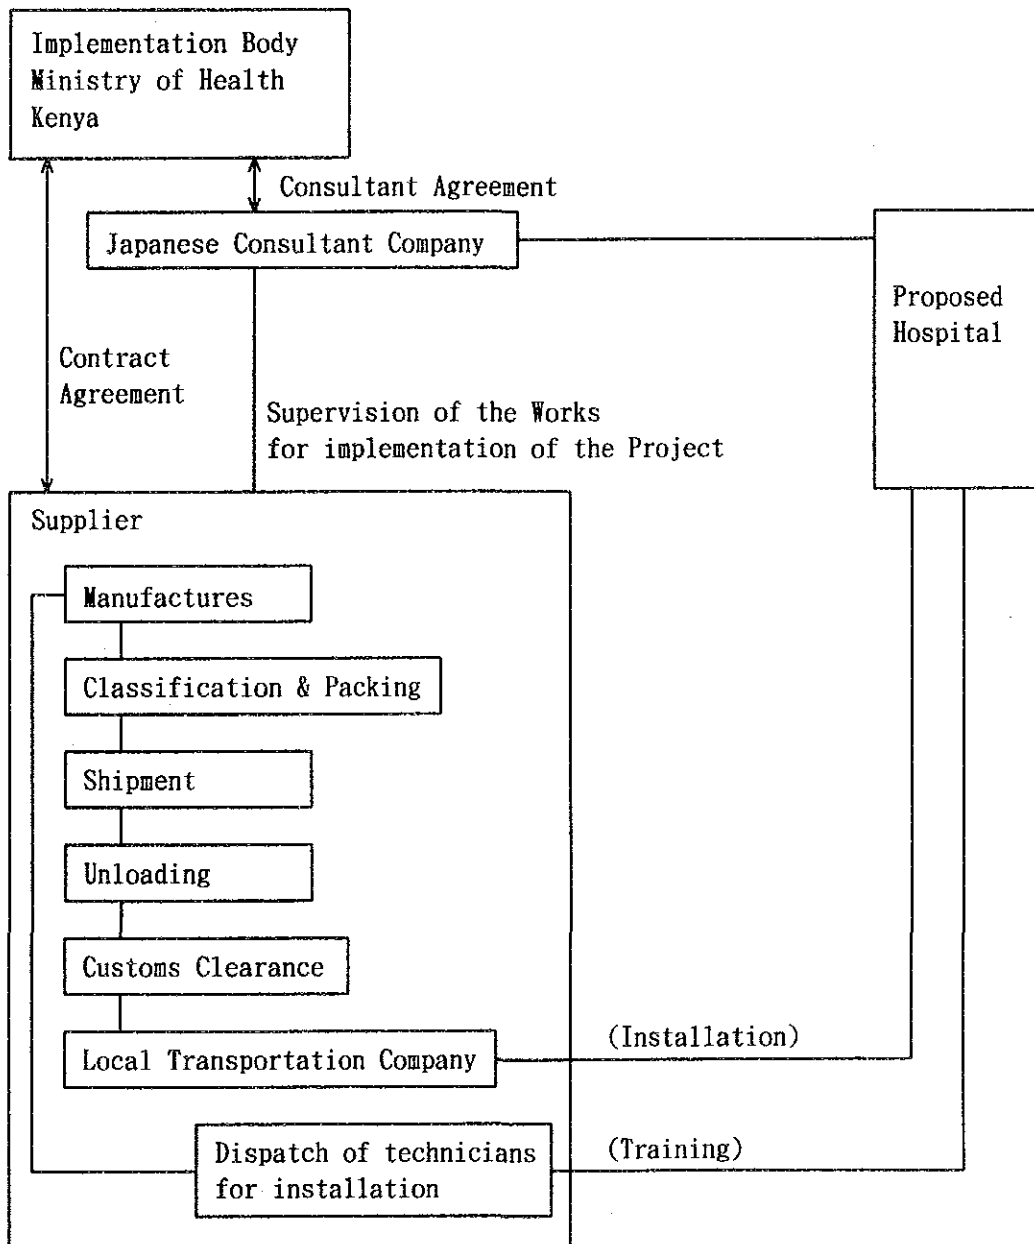 Implementation Body
Ministry of Health
Kenya
Consultant Agreement
Japanese Consultant Company
Proposed
Hospital
Contract
Agreement
Supervision of the Works
for implementation of the Project
Supplier
Manufactures
Classification & Packing
Shipment
Unloading
Customs Clearance
Local Transportation Company
(Installation)
Dispatch of technicians
for installation
(Training)